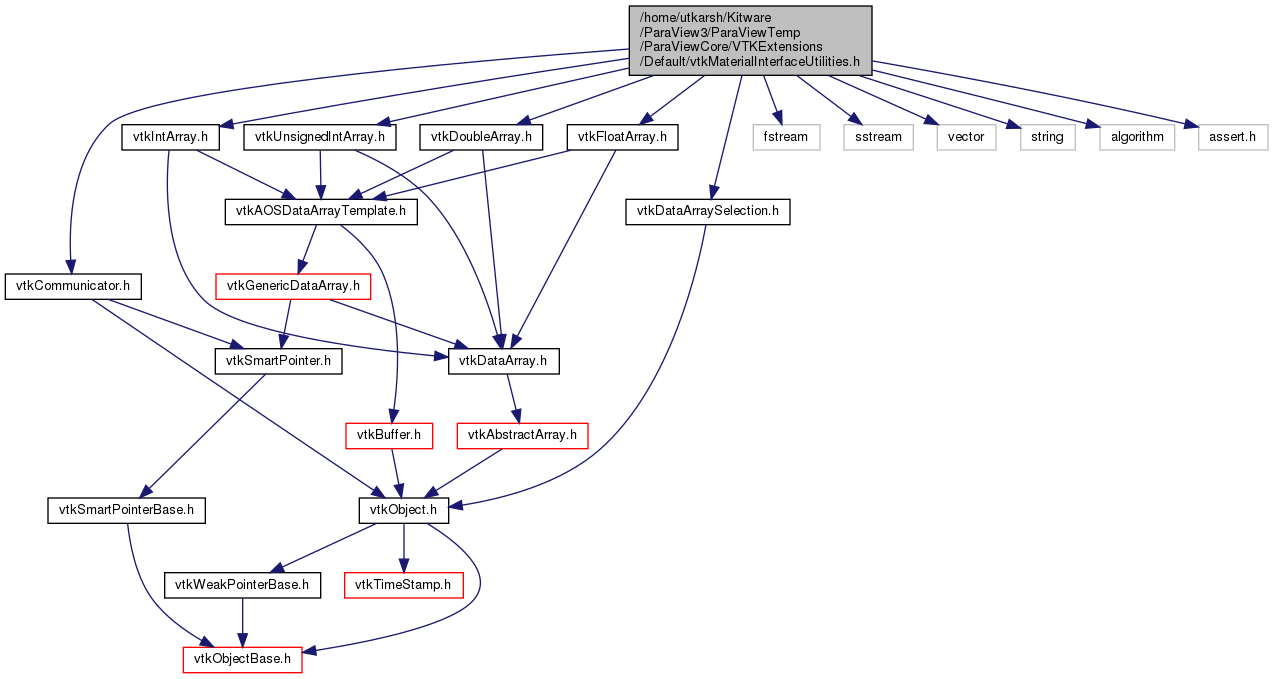 /home/utkarsh/Kitware
/ParaView3/ParaViewTemp
/ParaViewCore/VTKExtensions
/Default/vtkMaterialInterfaceUtilities.h
vtkIntArray.h
vtkUnsignedIntArray.h
vtkDoubleArray.h
vtkFloatArray.h
fstream
sstream
vector
string
algorithm
assert.h
vtkAOSDataArrayTemplate.h
vtkDataArraySelection.h
vtkCommunicator.h
vtkGenericDataArray.h
vtkSmartPointer.h
vtkDataArray.h
vtkBuffer.h
vtkAbstractArray.h
vtkSmartPointerBase.h
vtkObject.h
vtkWeakPointerBase.h
vtkTimeStamp.h
vtkObjectBase.h